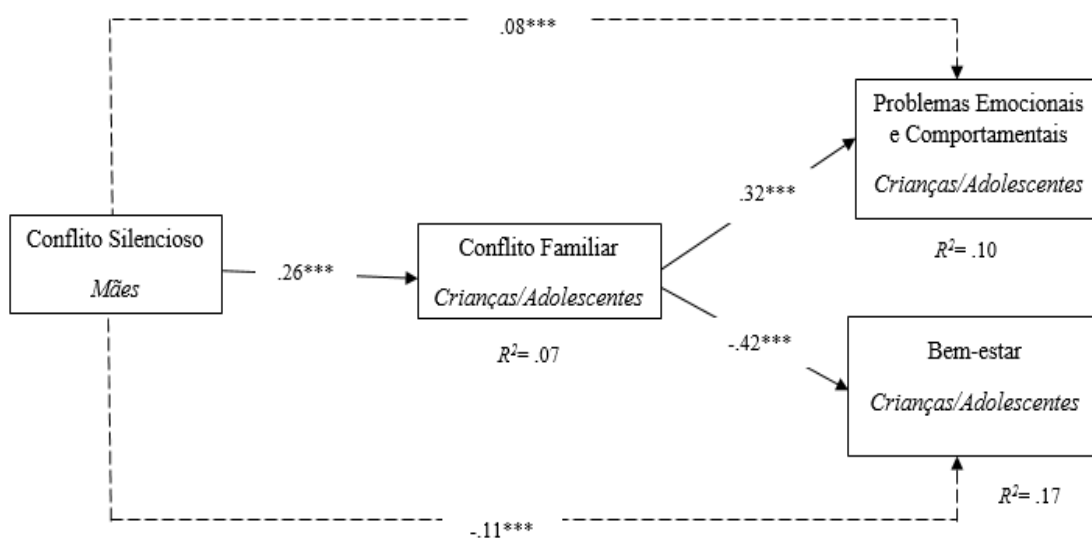 .08***
Problemas Emocionais
e Comportamentais
Crianças/Adolescentes
R²= .10
.32***
Conflito Silencioso
Mães
.26***
Conflito Familiar
Crianças/Adolescentes
R²= .07
-.42***
Bem-estar
Crianças/Adolescentes
R²= .17
-.11***